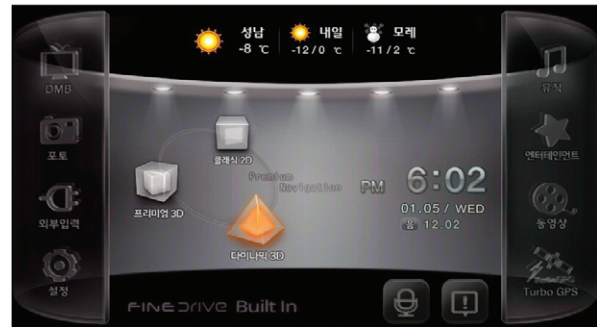 성남 내일 모레
-8 ℃ -12/0 ℃ -11/2 ℃
DMB
포토
외부입력
설정
클래식 2D
프리미엄 3D
다이나믹 3D
Premium
Navigation
PM 6:02
01.05 / WED
음 12.02
뮤직
엔터테인먼트
동영상
Turbo GPS
FINEDRIVE Built In